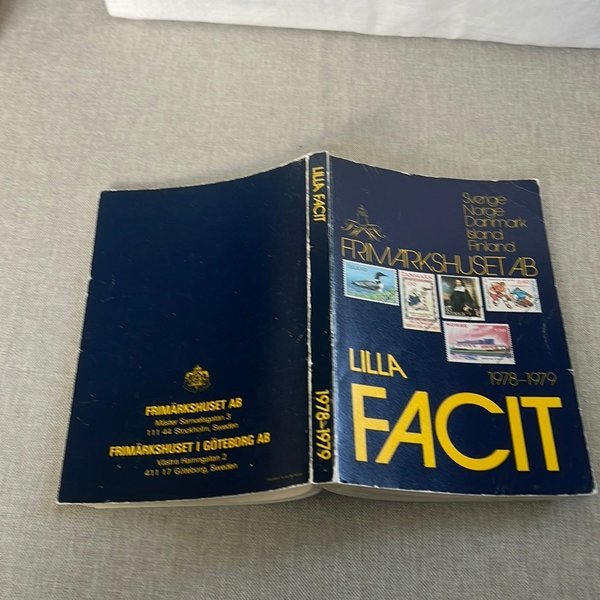 Sverige
Norge
Danmark
Island
Finland
FRIMÄRKSHUSET AB
LILLA
1978-1979
FACIT
LILLA FACIT
1978-1979
FRIMÄRKSHUSET AB
Mäster Samuelsgatan 3
111 44 Stockholm, Sweden
FRIMÄRKSHUSET I GÖTEBORG AB
Västra Hamngatan 2
411 17 Göteborg, Sweden